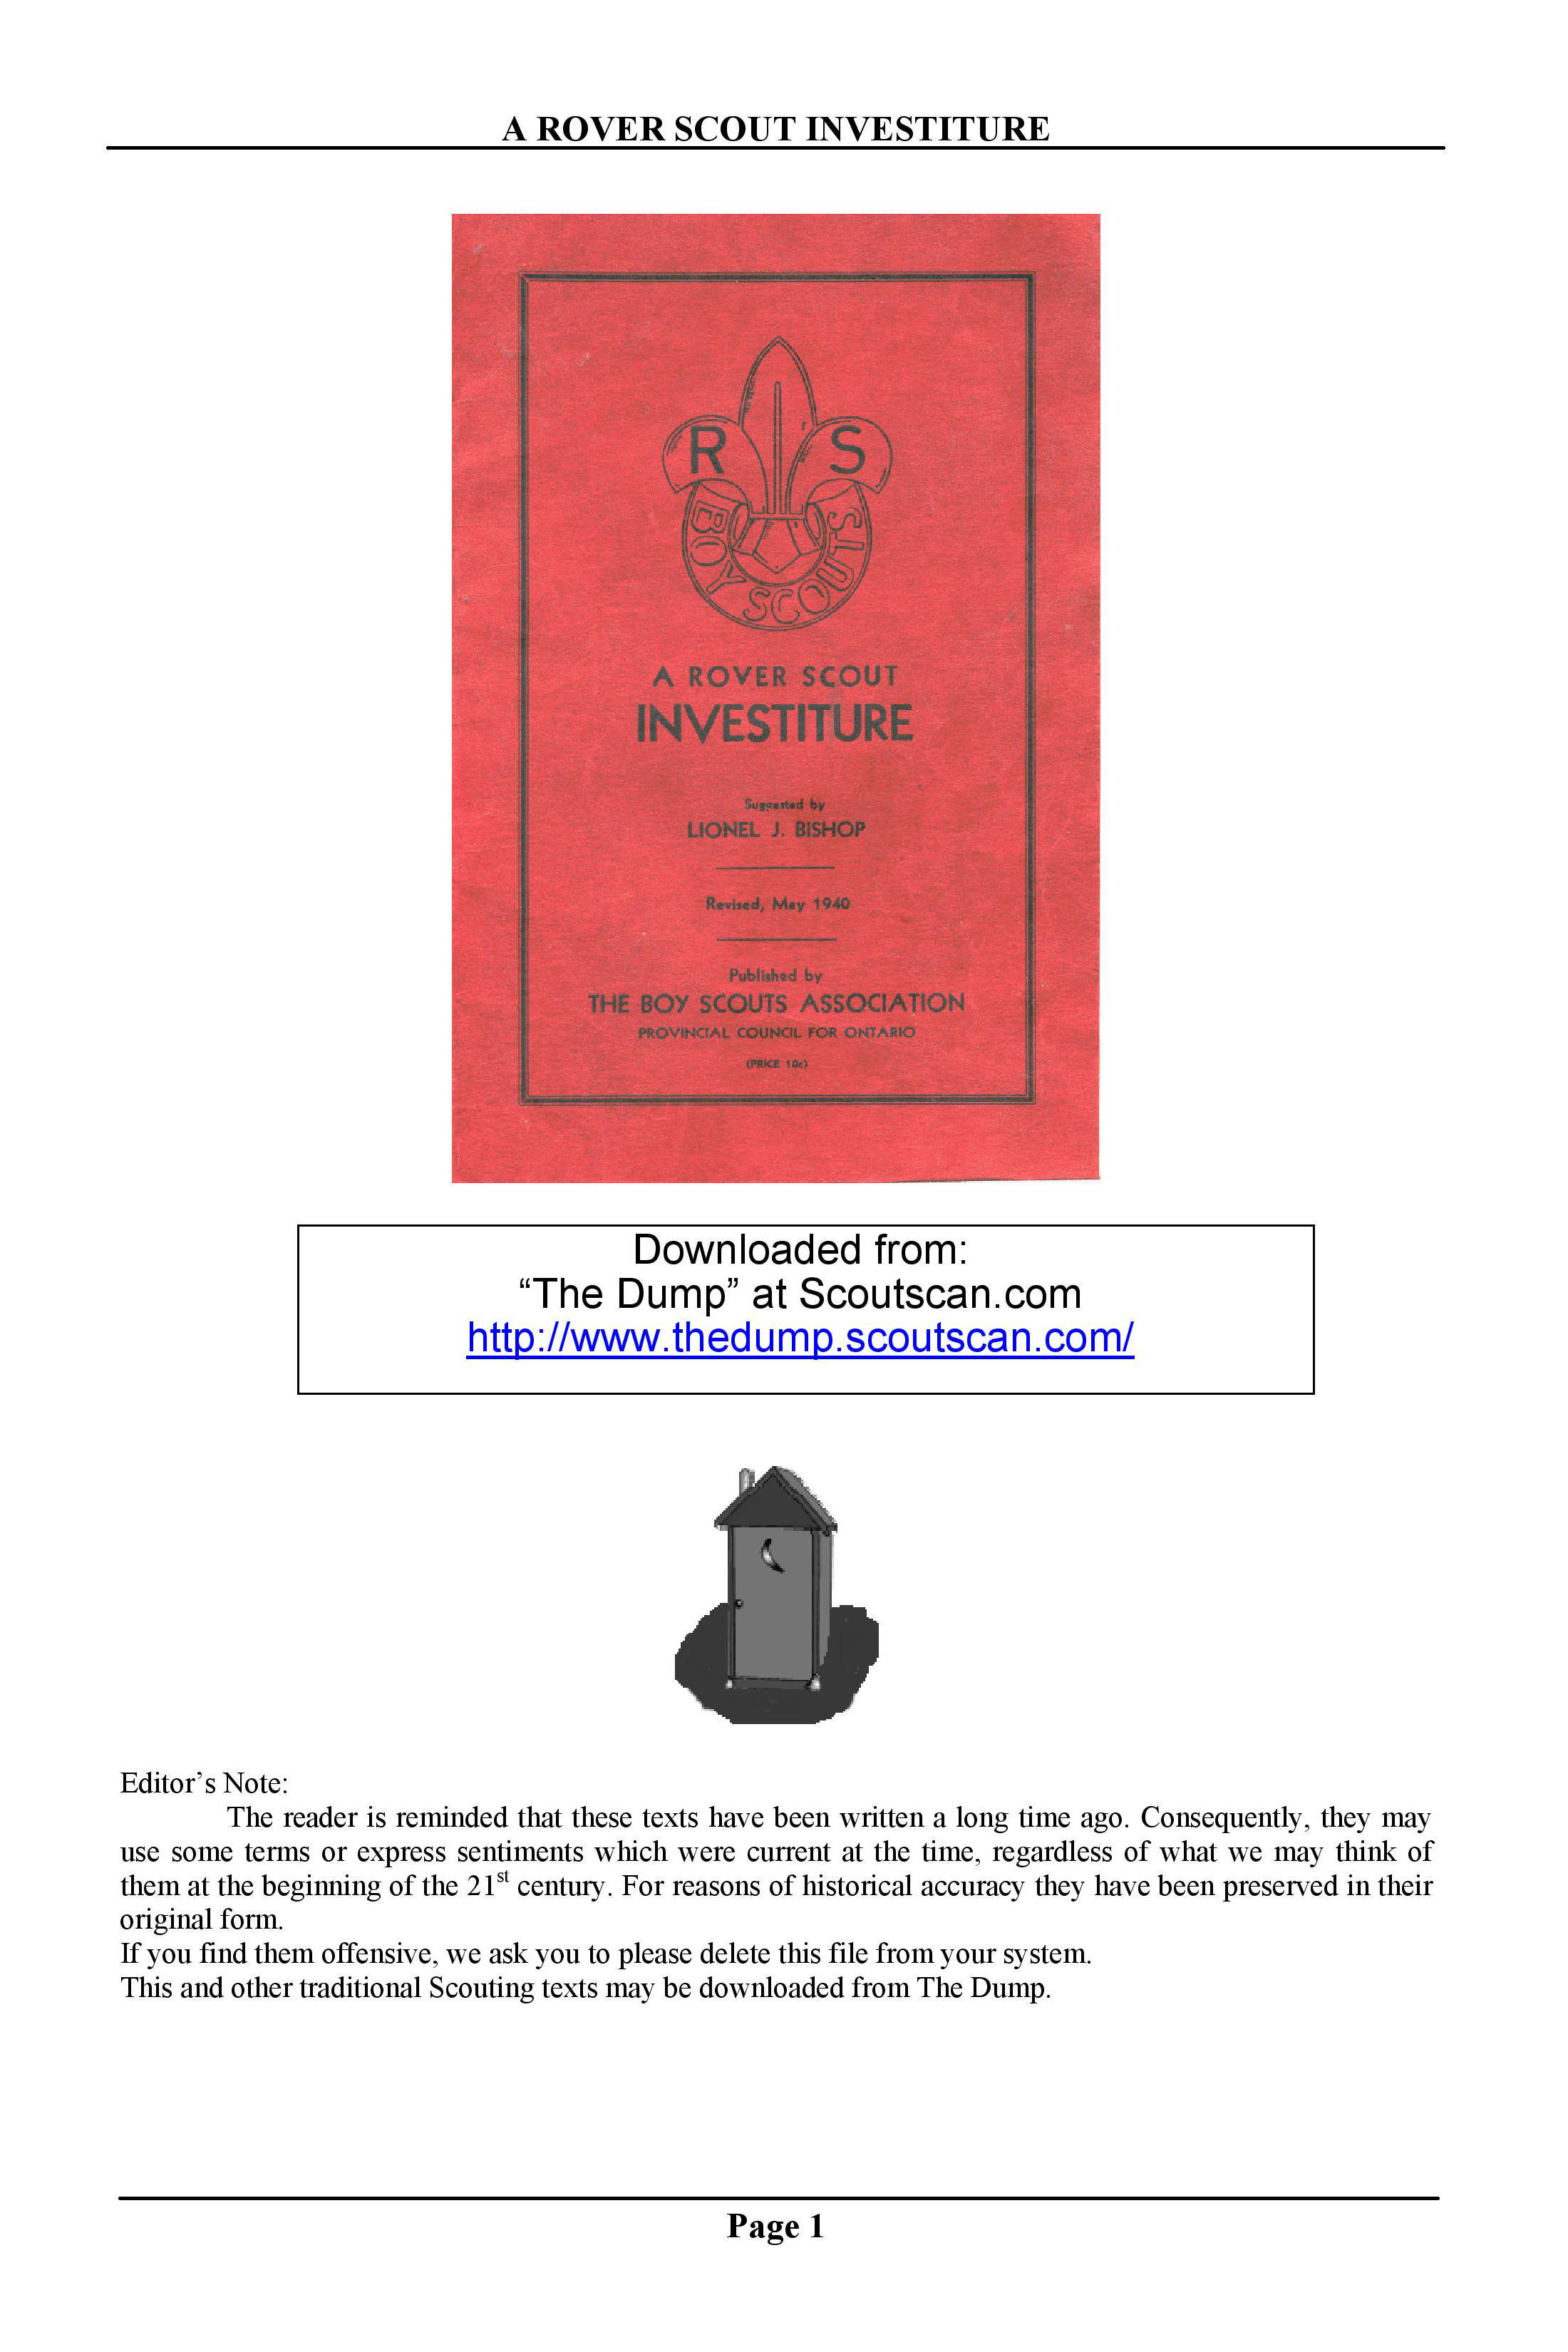 A ROVER SCOUT INVESTITURE
R S
BOY SCOUTS
A ROVER SCOUT
INVESTITURE
Suggested by
LIONEL J. BISHOP
Revised, May 1940
Published by
THE BOY SCOUTS ASSOCIATION
PROVINCIAL COUNCIL FOR ONTARIO
(PRICE 10c)
Downloaded from:
“The Dump” at Scoutscan.com
http://www.thedump.scoutscan.com/
Editor’s Note:
The reader is reminded that these texts have been written a long time ago. Consequently, they may
use some terms or express sentiments which were current at the time, regardless of what we may think of
them at the beginning of the 21st century. For reasons of historical accuracy they have been preserved in their
original form.
If you find them offensive, we ask you to please delete this file from your system.
This and other traditional Scouting texts may be downloaded from The Dump.
Page 1